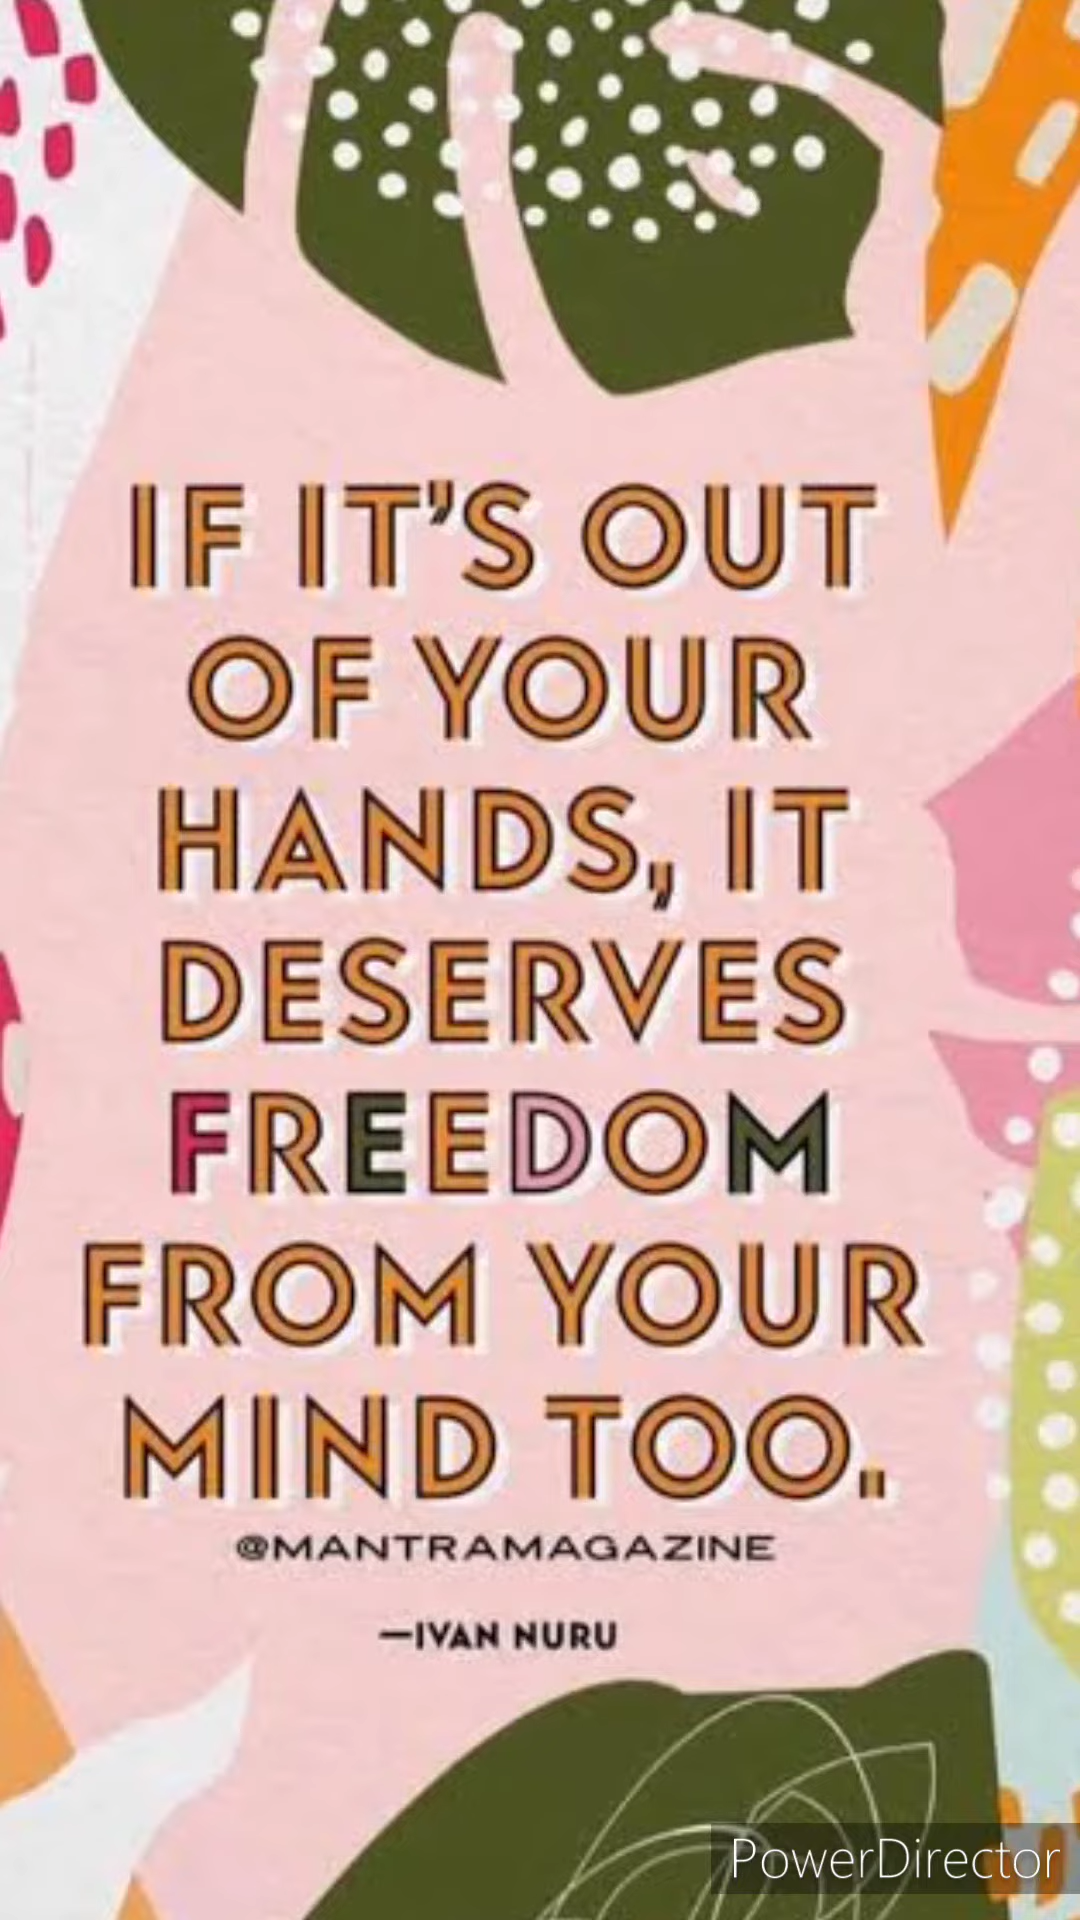 IF IT'S OUT
OF YOUR
HANDS, IT
DESERVES
FREEDOM
FROM YOUR
MIND TOO.
@MANTRAMAGAZINE
—IVAN NURU
PowerDirector